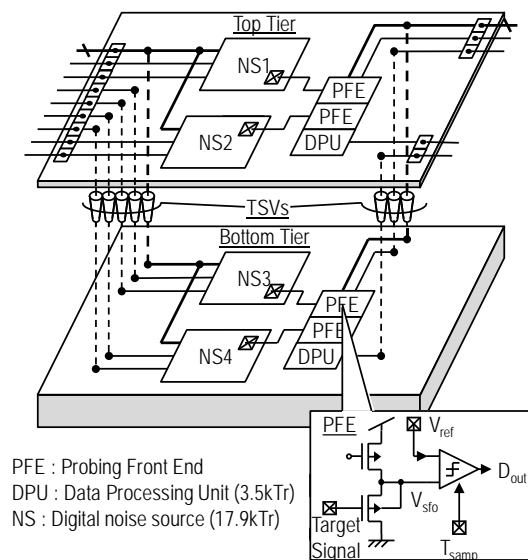 Top Tier
NS1
PFE
PFE
DPU
NS2
TSVs
Bottom Tier
NS3
PFE
PFE
DPU
NS4
PFE : Probing Front End
DPU : Data Processing Unit (3.5kTr)
NS : Digital noise source (17.9kTr)
PFE
Vref
Dout
Vsfo
Target
Signal
Tsamp